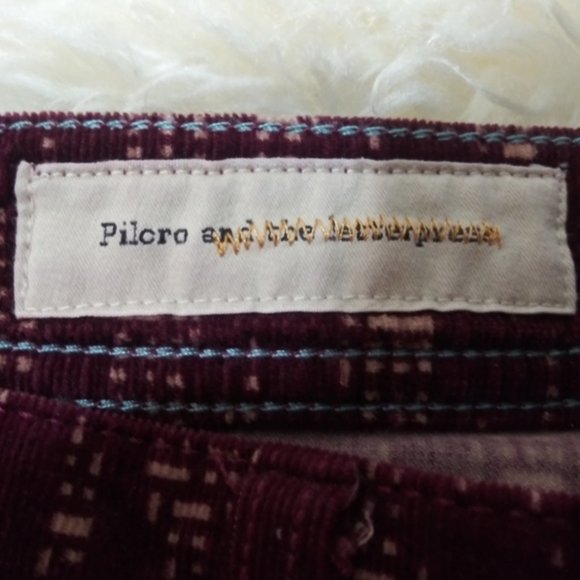 Pilcro and the letterpress